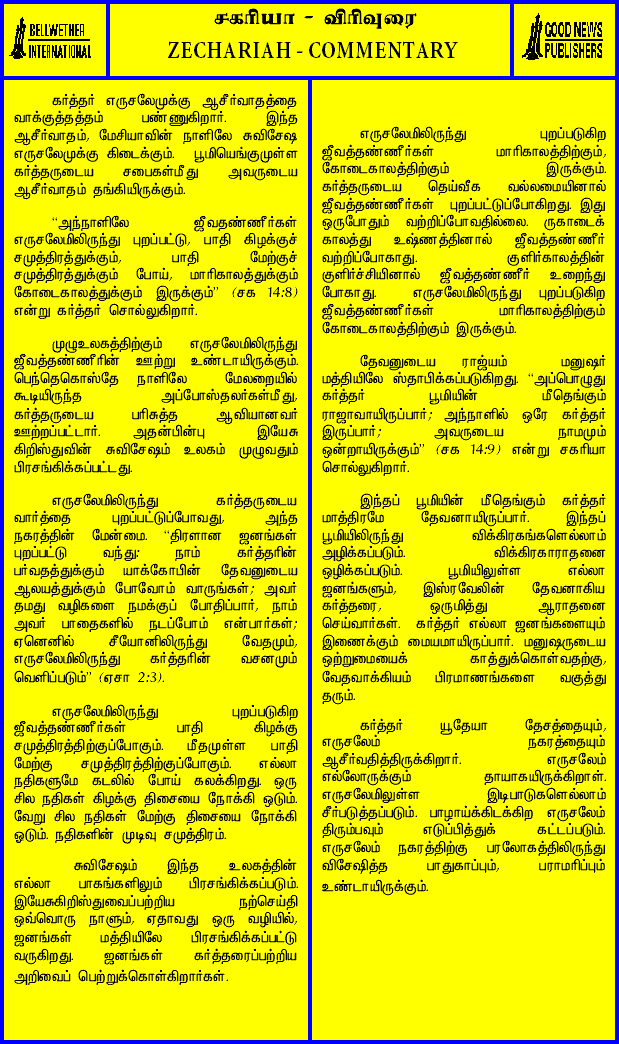 BELLWETHER
INTERNATIONAL
சகரியா - விரிவுரை
ZECHARIAH - COMMENTARY
GOOD NEWS
PUBLISHERS
கர்த்தர் எருசலேமுக்கு ஆசீர்வாதத்தை
வாக்குத்தத்தம் பண்ணுகிறார். இந்த
ஆசீர்வாதம், மேசியாவின் நாளிலே சுவிசேஷ
எருசலேமுக்கு கிடைக்கும். பூமியெங்குமுள்ள
கர்த்தருடைய சபைகள்மீது அவருடைய
ஆசீர்வாதம் தங்கியிருக்கும்.
“அந்நாளிலே ஜீவதண்ணீர்கள்
எருசலேமிலிருந்து புறப்பட்டு, பாதி கிழக்குச்
சமுத்திரத்துக்கும், பாதி மேற்குச்
சமுத்திரத்துக்கும் போய், மாரிகாலத்துக்கும்
கோடைகாலத்துக்கும் இருக்கும்” (சக 14:8)
என்று கர்த்தர் சொல்லுகிறார்.
முழுஉலகத்திற்கும் எருசலேமிலிருந்து
ஜீவத்தண்ணீரின் ஊற்று உண்டாயிருக்கும்.
பெந்தெகொஸ்தே நாளிலே மேலறையில்
கூடியிருந்த அப்போஸ்தலர்கள்மீது,
கர்த்தருடைய பரிசுத்த ஆவியானவர்
ஊற்றப்பட்டார். அதன்பின்பு இயேசு
கிறிஸ்துவின் சுவிசேஷம் உலகம் முழுவதும்
பிரசங்கிக்கப்பட்டது.
எருசலேமிலிருந்து கர்த்தருடைய
வார்த்தை புறப்பட்டுப்போவது, அந்த
நகரத்தின் மேன்மை. “திரளான ஜனங்கள்
புறப்பட்டு வந்து: நாம் கர்த்தரின்
பர்வதத்துக்கும் யாக்கோபின் தேவனுடைய
ஆலயத்துக்கும் போவோம் வாருங்கள்; அவர்
தமது வழிகளை நமக்குப் போதிப்பார், நாம்
அவர் பாதைகளில் நடப்போம் என்பார்கள்;
ஏனெனில் சீயோனிலிருந்து வேதமும்,
எருசலேமிலிருந்து கர்த்தரின் வசனமும்
வெளிப்படும்” (ஏசா 2:3).
எருசலேமிலிருந்து புறப்படுகிற
ஜீவத்தண்ணீர்கள் பாதி கிழக்கு
சமுத்திரத்திற்குப்போகும். மீதமுள்ள பாதி
மேற்கு சமுத்திரத்திற்குப்போகும். எல்லா
நதிகளுமே கடலில் போய் கலக்கிறது. ஒரு
சில நதிகள் கிழக்கு திசையை நோக்கி ஓடும்.
வேறு சில நதிகள் மேற்கு திசையை நோக்கி
ஓடும். நதிகளின் முடிவு சமுத்திரம்.
சுவிசேஷம் இந்த உலகத்தின்
எல்லா பாகங்களிலும் பிரசங்கிக்கப்படும்.
இயேசுகிறிஸ்துவைப்பற்றிய நற்செய்தி
ஒவ்வொரு நாளும், ஏதாவது ஒரு வழியில்,
ஜனங்கள் மத்தியிலே பிரசங்கிக்கப்பட்டு
வருகிறது. ஜனங்கள் கர்த்தரைப்பற்றிய
அறிவைப் பெற்றுக்கொள்கிறார்கள்.
எருசலேமிலிருந்து புறப்படுகிற
ஜீவத்தண்ணீர்கள் மாரிகாலத்திற்கும்,
கோடைகாலத்திற்கும் இருக்கும்.
கர்த்தருடைய தெய்வீக வல்லமையினால்
ஜீவத்தண்ணீர்கள் புறப்பட்டுப்போகிறது. இது
ஒருபோதும் வற்றிப்போவதில்லை. ருகாடைக்
காலத்து உஷ்ணத்தினால் ஜீவத்தண்ணீர்
வற்றிப்போகாது. குளிர்காலத்தின்
குளிர்ச்சியினால் ஜீவத்தண்ணீர் உறைந்து
போகாது. எருசலேமிலிருந்து புறப்படுகிற
ஜீவத்தண்ணீர்கள் மாரிகாலத்திற்கும்
கோடைகாலத்திற்கும் இருக்கும்.
தேவனுடைய ராஜ்யம் மனுஷர்
மத்தியிலே ஸ்தாபிக்கப்படுகிறது. “அப்பொழுது
கர்த்தர் பூமியின் மீதெங்கும்
ராஜாவாயிருப்பார்; அந்நாளில் ஒரே கர்த்தர்
இருப்பார்; அவருடைய நாமமும்
ஒன்றாயிருக்கும்” (சக 14:9) என்று சகரியா
சொல்லுகிறார்.
இந்தப் பூமியின் மீதெங்கும் கர்த்தர்
மாத்திரமே தேவனாயிருப்பார். இந்தப்
பூமியிலிருந்து விக்கிரகங்களெல்லாம்
அழிக்கப்படும். விக்கிரகாராதனை
ஒழிக்கப்படும். பூமியிலுள்ள எல்லா
ஜனங்களும், இஸ்ரவேலின் தேவனாகிய
கர்த்தரை, ஒருமித்து ஆராதனை
செய்வார்கள். கர்த்தர் எல்லா ஜனங்களையும்
இணைக்கும் மையமாயிருப்பார். மனுஷருடைய
ஒற்றுமையைக் காத்துக்கொள்வதற்கு,
வேதவாக்கியம் பிரமாணங்களை வகுத்து
தரும்.
கர்த்தர் யூதேயா தேசத்தையும்,
எருசலேம் நகரத்தையும்
ஆசீர்வதித்திருக்கிறார். எருசலேம்
எல்லோருக்கும் தாயாகயிருக்கிறாள்.
எருசலேமிலுள்ள இடிபாடுகளெல்லாம்
சீர்படுத்தப்படும். பாழாய்க்கிடக்கிற எருசலேம்
திரும்பவும் எடுப்பித்துக் கட்டப்படும்.
எருசலேம் நகரத்திற்கு பரலோகத்திலிருந்து
விசேஷித்த பாதுகாப்பும், பராமரிப்பும்
உண்டாயிருக்கும்.